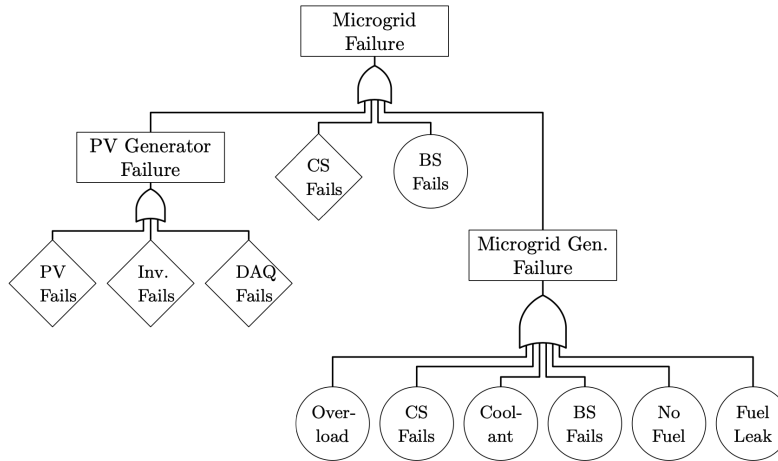 Microgrid
Failure
PV Generator
Failure
CS
Fails
BS
Fails
Microgrid Gen.
Failure
PV
Fails
Inv.
Fails
DAQ
Fails
Over-
load
CS
Fails
Cool-
ant
BS
Fails
No
Fuel
Fuel
Leak